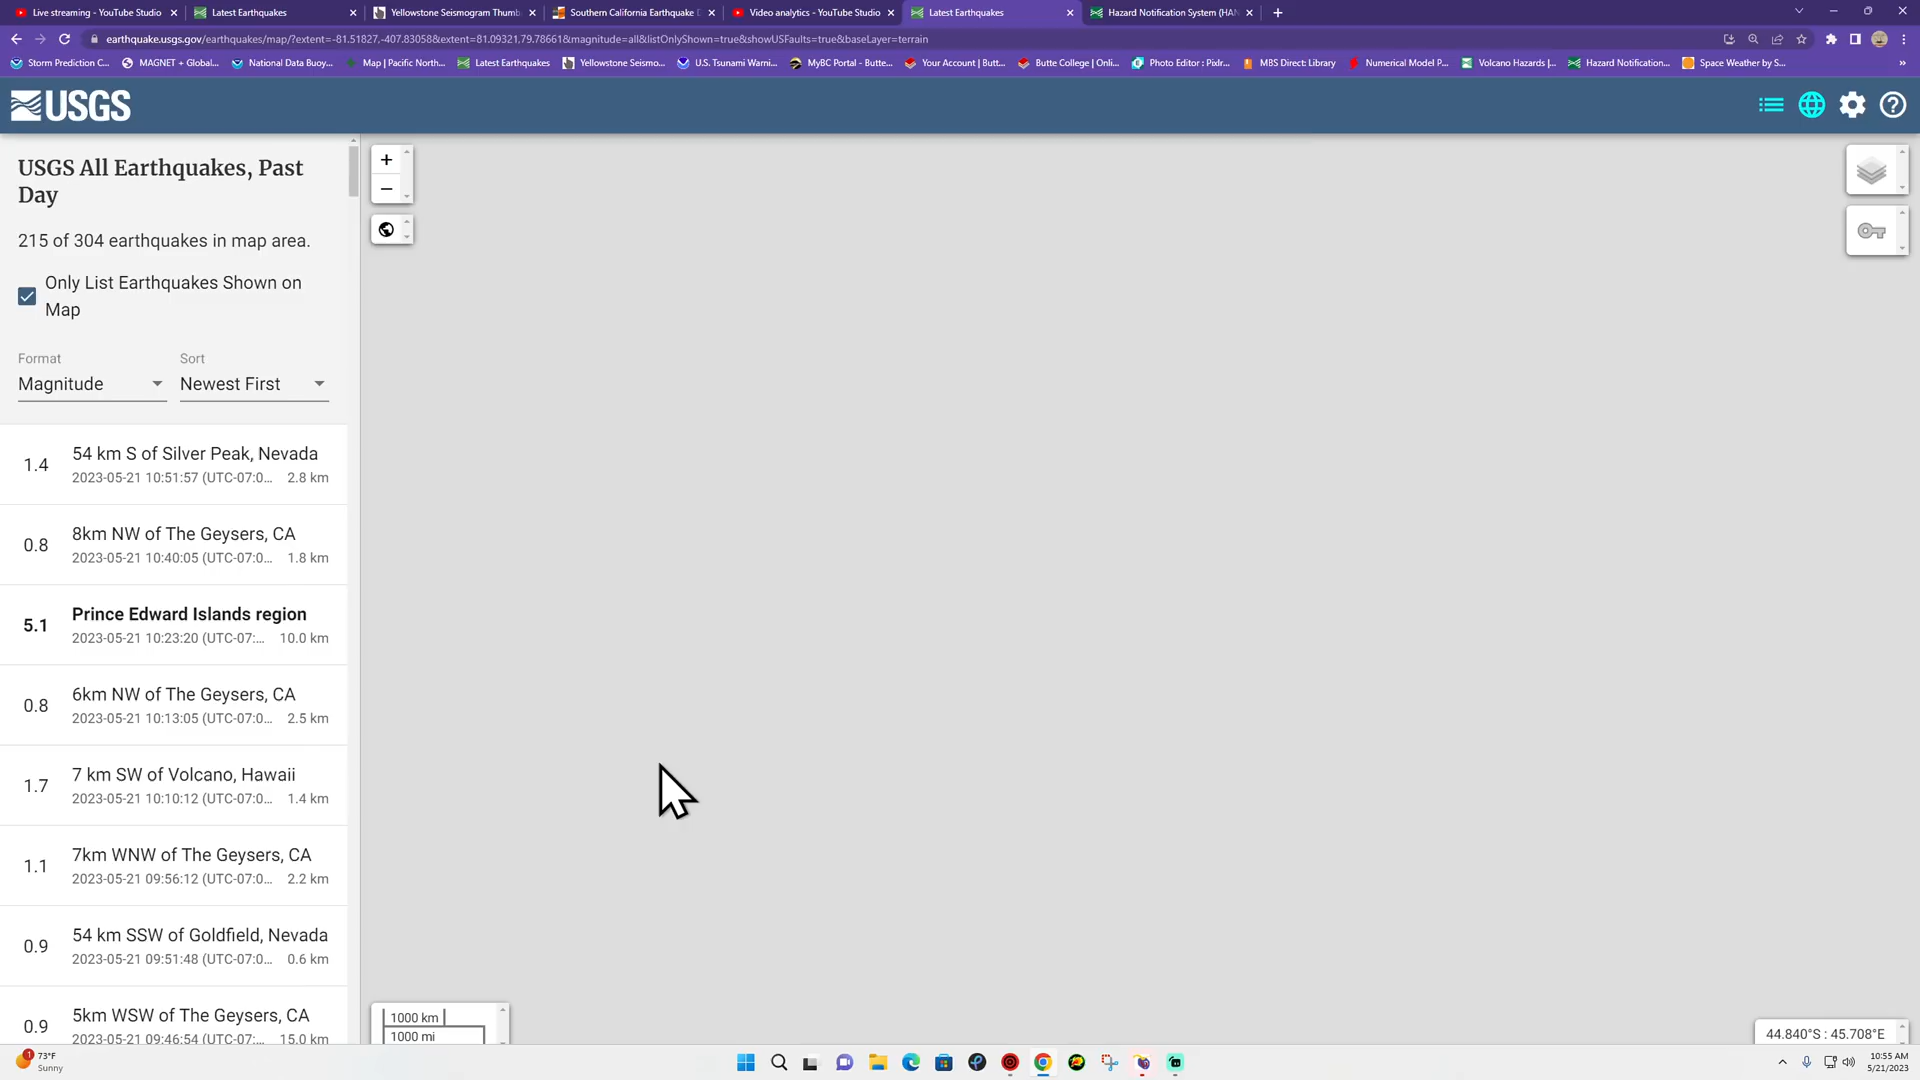 Live streaming - YouTube Studio
Latest Earthquakes
Yellowstone Seismogram Thumb
Southern California Earthquake D
Video analytics - YouTube Studio
Latest Earthquakes
Hazard Notification System (HAN
earthquake.usgs.gov/earthquakes/map/?extent=-81.51827,-407.83058&extent=81.09321,79.78661&magnitude=all&listOnlyShown=true&showUSFaults=true&baseLayer=terrain
Storm Prediction C...
MAGNET + Global...
National Data Buoy...
Map | Pacific North...
Latest Earthquakes
Yellowstone Seismo...
U.S. Tsunami Warni...
MyBC Portal - Butte...
Your Account | Butt...
Butte College | Onli...
Photo Editor : Pixlr...
MBS Direct: Library
Numerical Model P...
Volcano Hazards |...
Hazard Notification...
Space Weather by S...
»
USGS
USGS All Earthquakes, Past
Day
215 of 304 earthquakes in map area.
Only List Earthquakes Shown on
Map
Format
Magnitude
Sort
Newest First
1.4
54 km S of Silver Peak, Nevada
2023-05-21 10:51:57 (UTC-07:0... 2.8 km
0.8
8km NW of The Geysers, CA
2023-05-21 10:40:05 (UTC-07:0... 1.8 km
5.1
Prince Edward Islands region
2023-05-21 10:23:20 (UTC-07:... 10.0 km
0.8
6km NW of The Geysers, CA
2023-05-21 10:13:05 (UTC-07:0... 2.5 km
1.7
7 km SW of Volcano, Hawaii
2023-05-21 10:10:12 (UTC-07:0... 1.4 km
1.1
7km WNW of The Geysers, CA
2023-05-21 09:56:12 (UTC-07:0... 2.2 km
0.9
54 km SSW of Goldfield, Nevada
2023-05-21 09:51:48 (UTC-07:0... 0.6 km
0.9
5km WSW of The Geysers, CA
2023-05-21 09:46:54 (UTC-07:... 15.0 km
+
−
1000 km
1000 mi
44.840°S : 45.708°E
1
73°F
Sunny
10:55 AM
5/21/2023